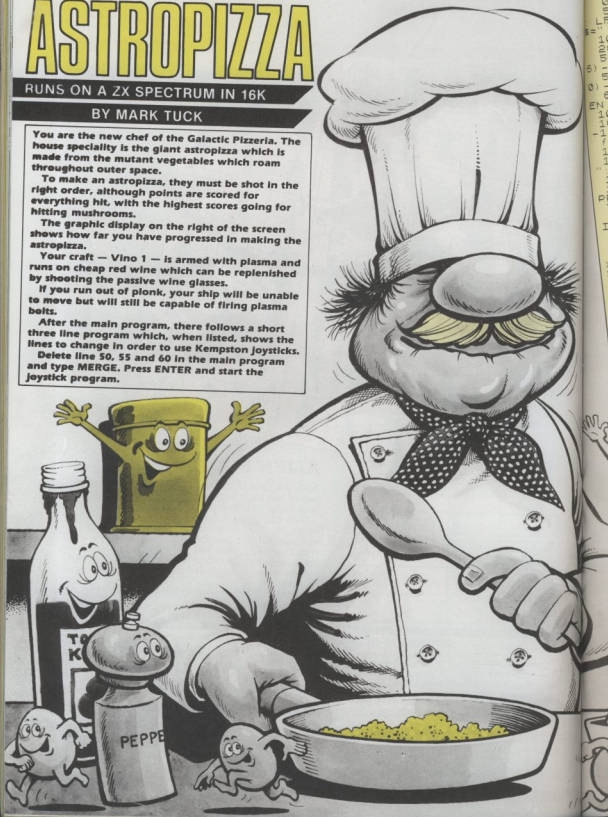 ASTROPIZZA
RUNS ON A ZX SPECTRUM IN 16K
BY MARK TUCK
You are the new chef of the Galactic Pizzeria. The
house speciality is the giant astropizza which is
made from the mutant vegetables which roam
throughout outer space.
To make an astropizza, they must be shot in the
right order, although points are scored for
everything hit, with the highest scores going for
hitting mushrooms.
The graphic display on the right of the screen
shows how far you have progressed in making the
astropizza.
Your craft — Vino 1 — is armed with plasma and
runs on cheap red wine which can be replenished
by shooting the passive wine glasses.
If you run out of plonk, your ship will be unable
to move but will still be capable of firing plasma
bolts.
After the main program, there follows a short
three line program which, when listed, shows the
lines to change in order to use Kempston joysticks.
Delete line 50, 55 and 60 in the main program
and type MERGE. Press ENTER and start the
joystick program.
TO
K
PEPPE